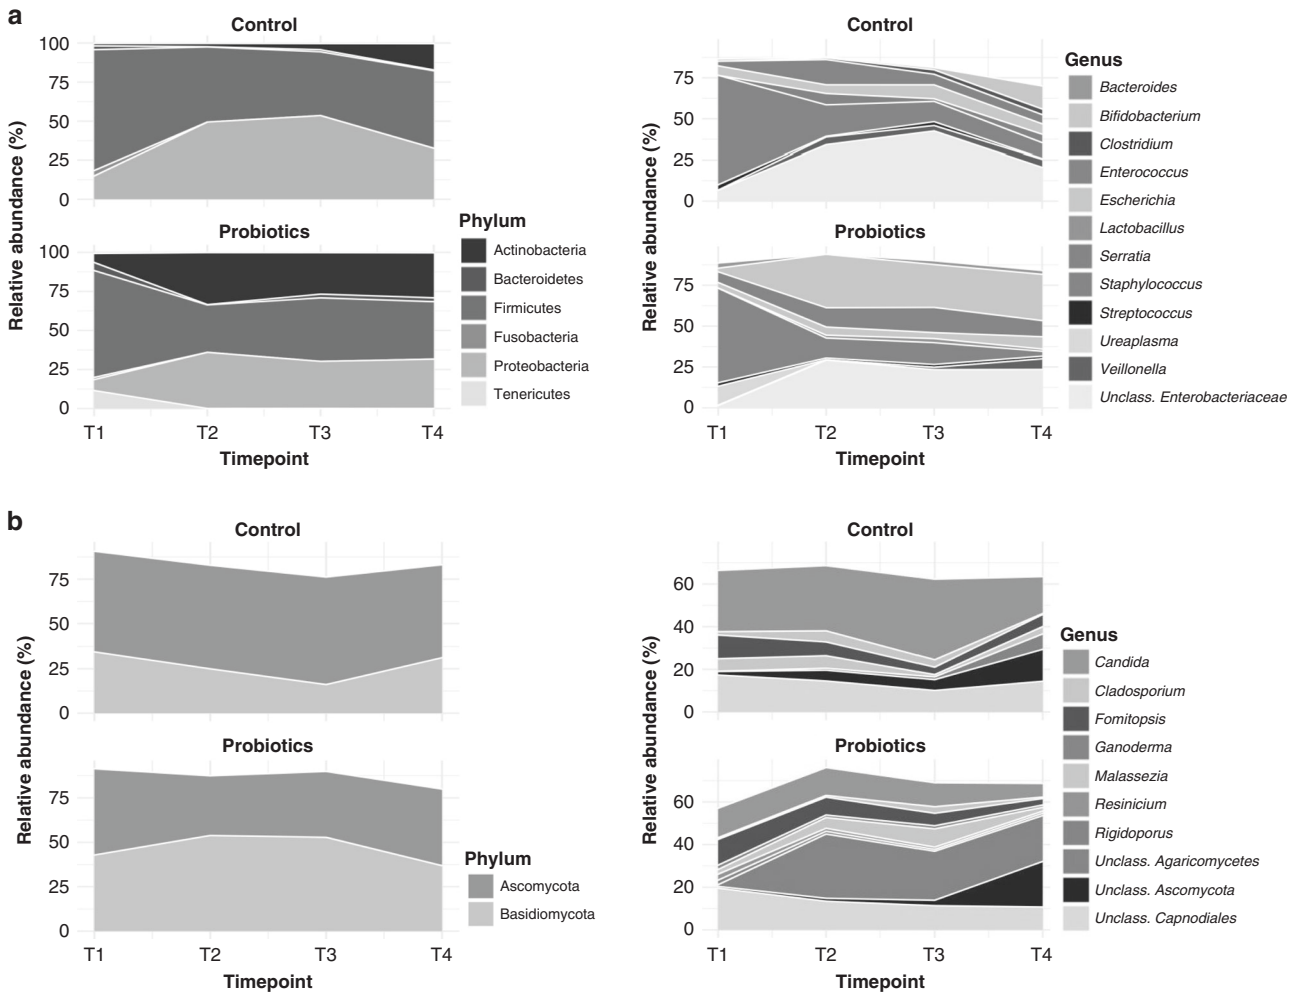 a
Control
100
75
50
25
0
Probiotics
100
75
50
25
0
T1 T2 T3 T4
Timepoint
Relative abundance (%)
Phylum
Actinobacteria
Bacteroidetes
Firmicutes
Fusobacteria
Proteobacteria
Tenericutes
Control
75
50
25
0
Probiotics
75
50
25
0
T1 T2 T3 T4
Timepoint
Relative abundance (%)
Genus
Bacteroides
Bifidobacterium
Clostridium
Enterococcus
Escherichia
Lactobacillus
Serratia
Staphylococcus
Streptococcus
Ureaplasma
Veillonella
Unclass. Enterobacteriaceae
b
Control
75
50
25
0
Probiotics
75
50
25
0
T1 T2 T3 T4
Timepoint
Relative abundance (%)
Phylum
Ascomycota
Basidiomycota
Control
60
40
20
0
Probiotics
60
40
20
0
T1 T2 T3 T4
Timepoint
Relative abundance (%)
Genus
Candida
Cladosporium
Fomitopsis
Ganoderma
Malassezia
Resinicium
Rigidoporus
Unclass. Agaricomycetes
Unclass. Ascomycota
Unclass. Capnodiales